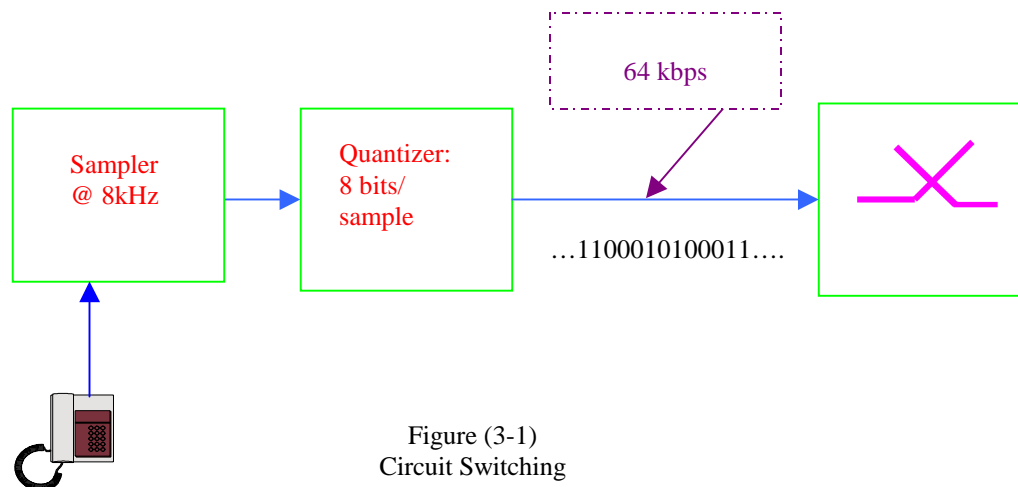 64 kbps
Sampler
@ 8kHz
Quantizer:
8 bits/
sample
…1100010100011….
Figure (3-1)
Circuit Switching